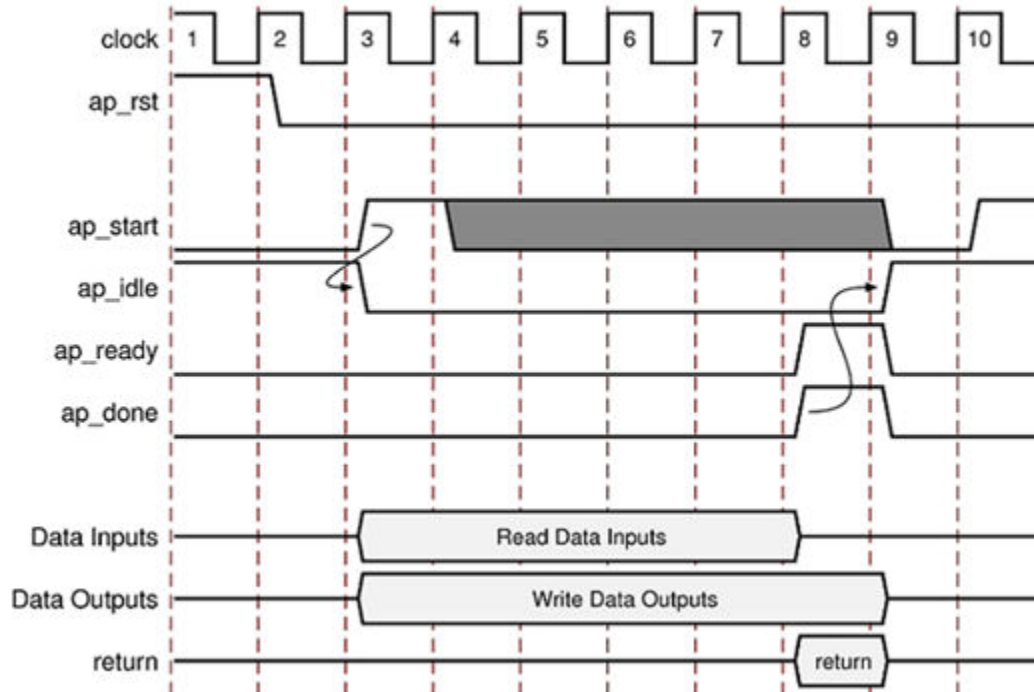 clock 1 2 3 4 5 6 7 8 9 10
ap_rst
ap_start
ap_idle
ap_ready
ap_done
Data Inputs Read Data Inputs
Data Outputs Write Data Outputs
return return